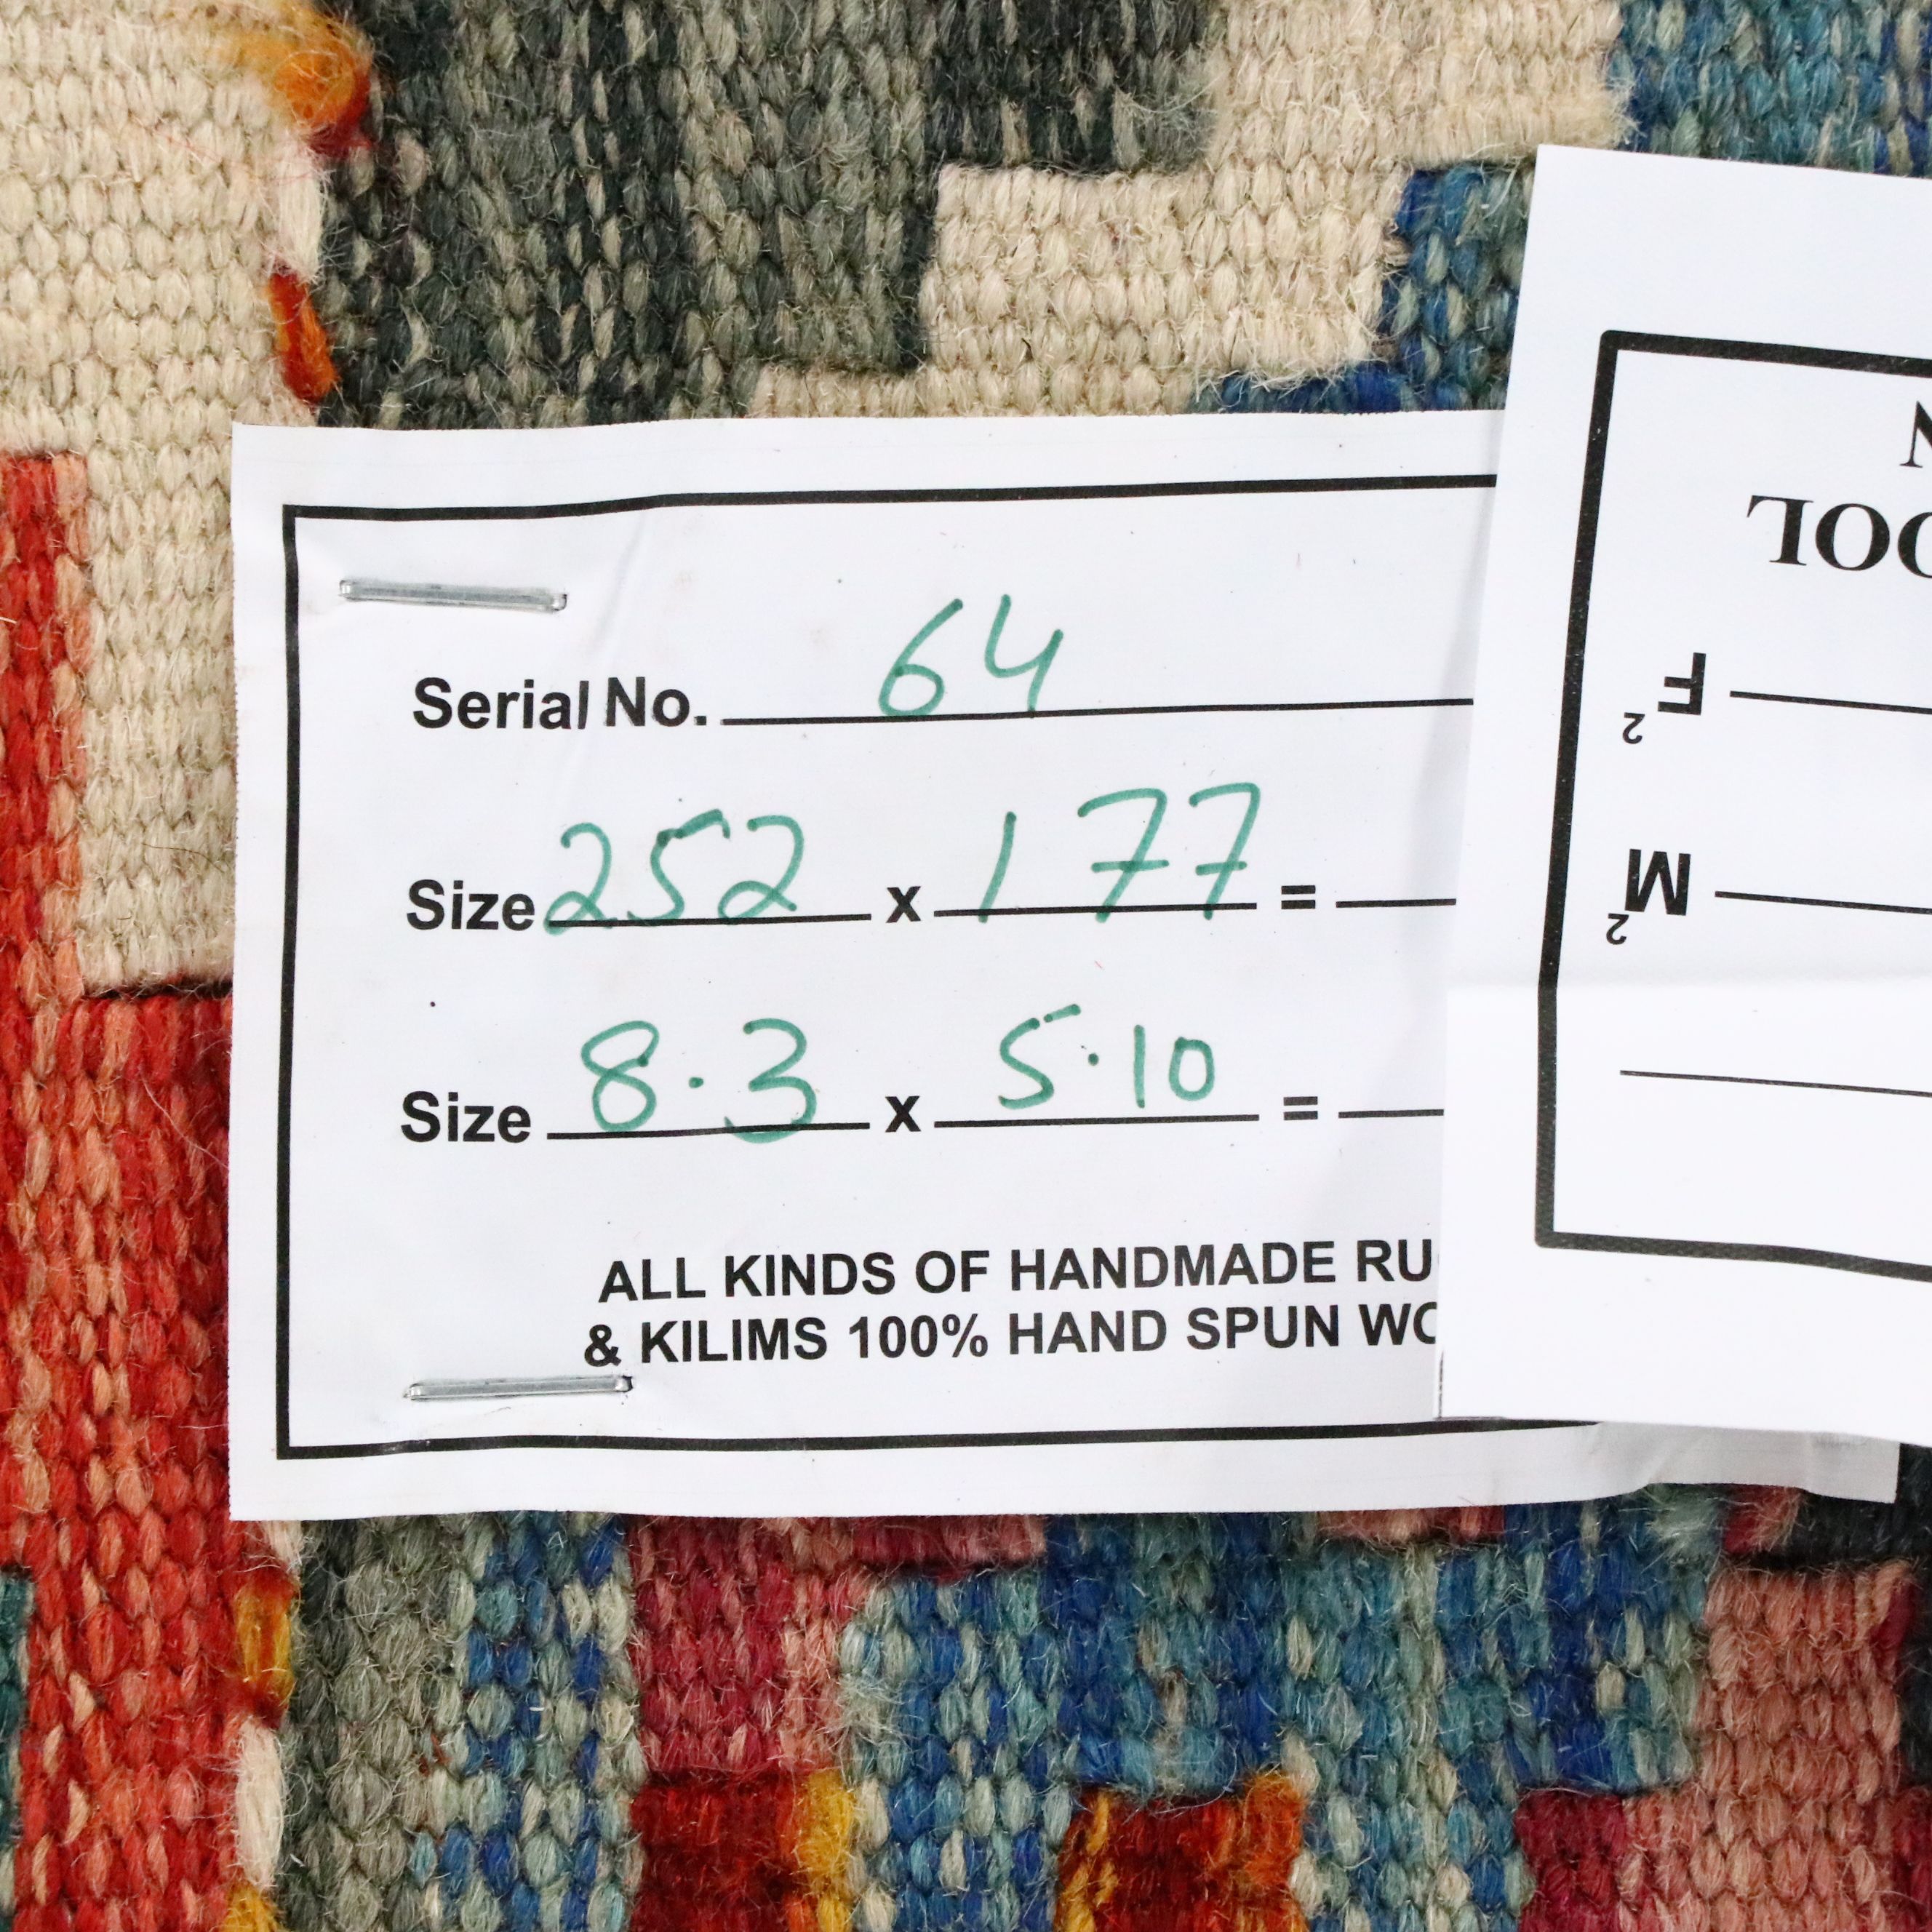 Serial No. 64
Size 252 x 177 =
Size 8.3 x 5.10 =
ALL KINDS OF HANDMADE RU
& KILIMS 100% HAND SPUN WO
N
OOL
F²
M²